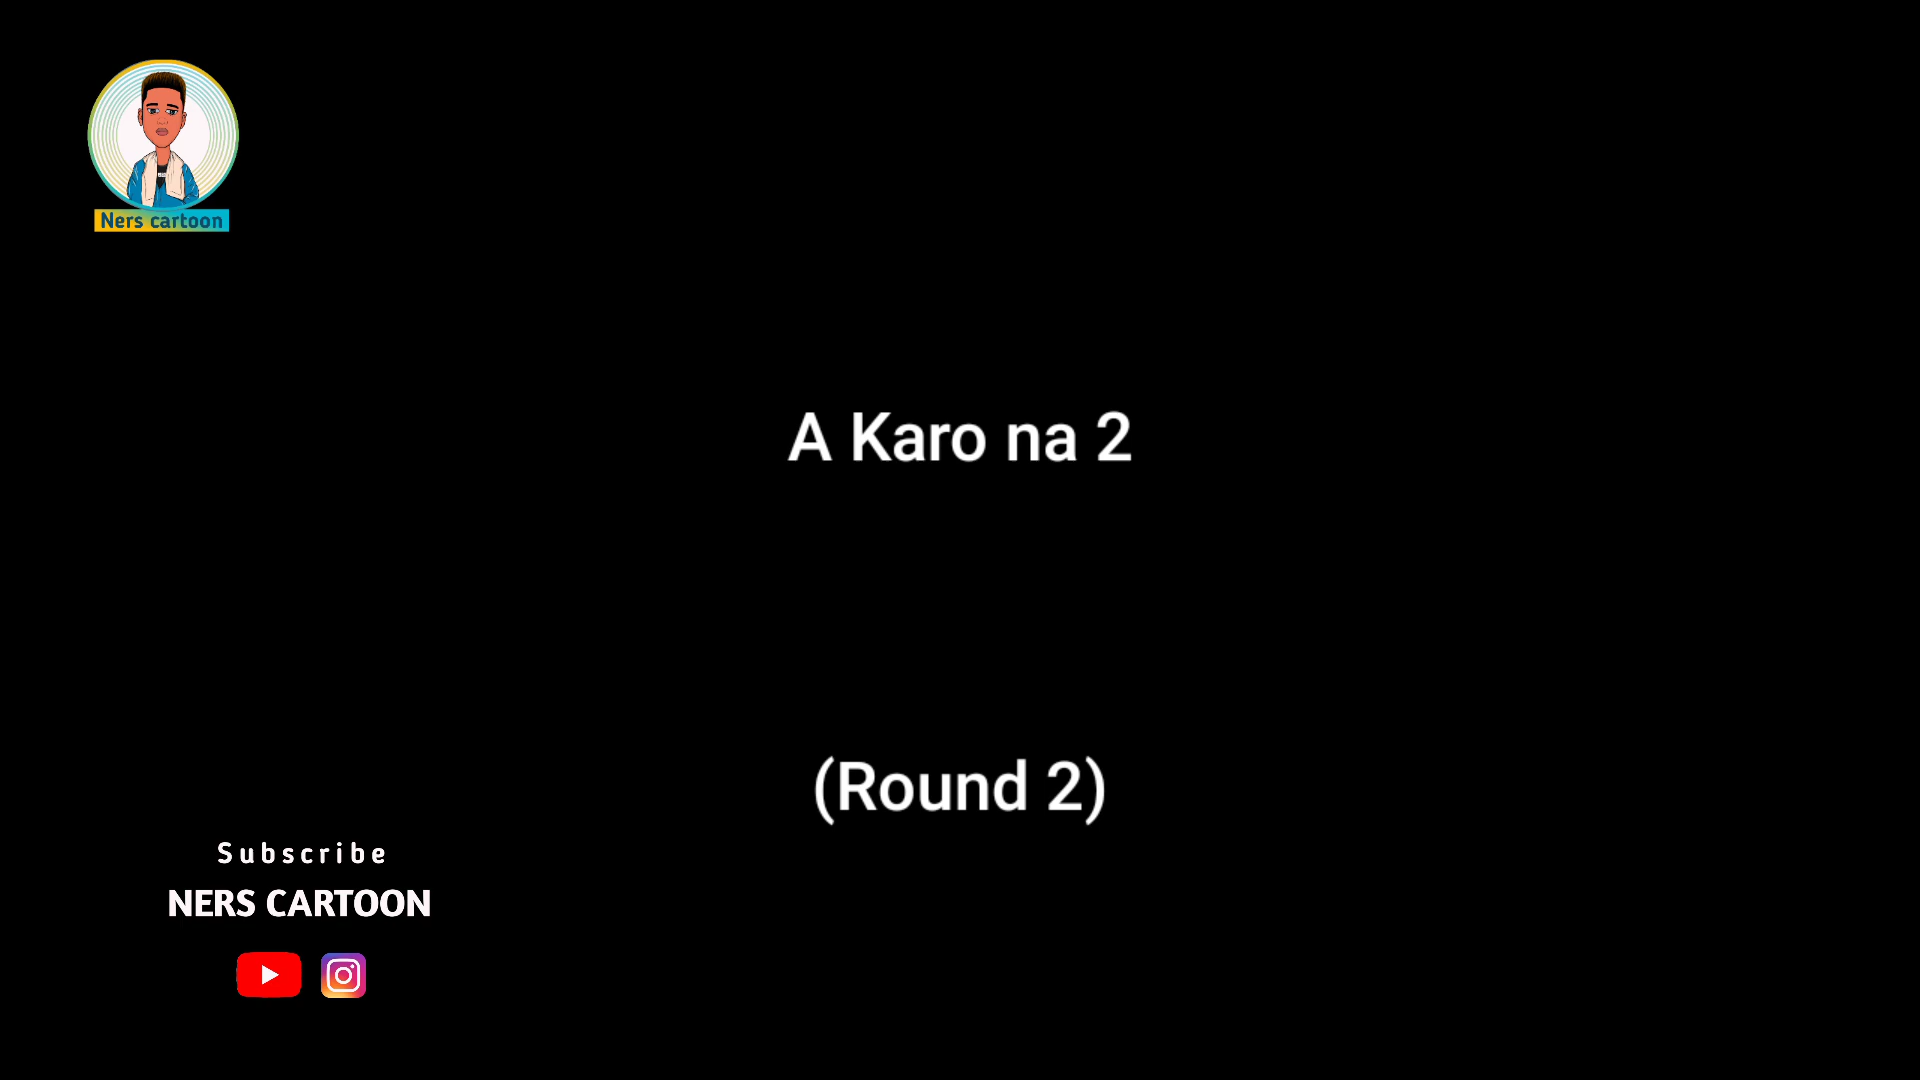 Ners cartoon
A Karo na 2
(Round 2)
Subscribe
NERS CARTOON